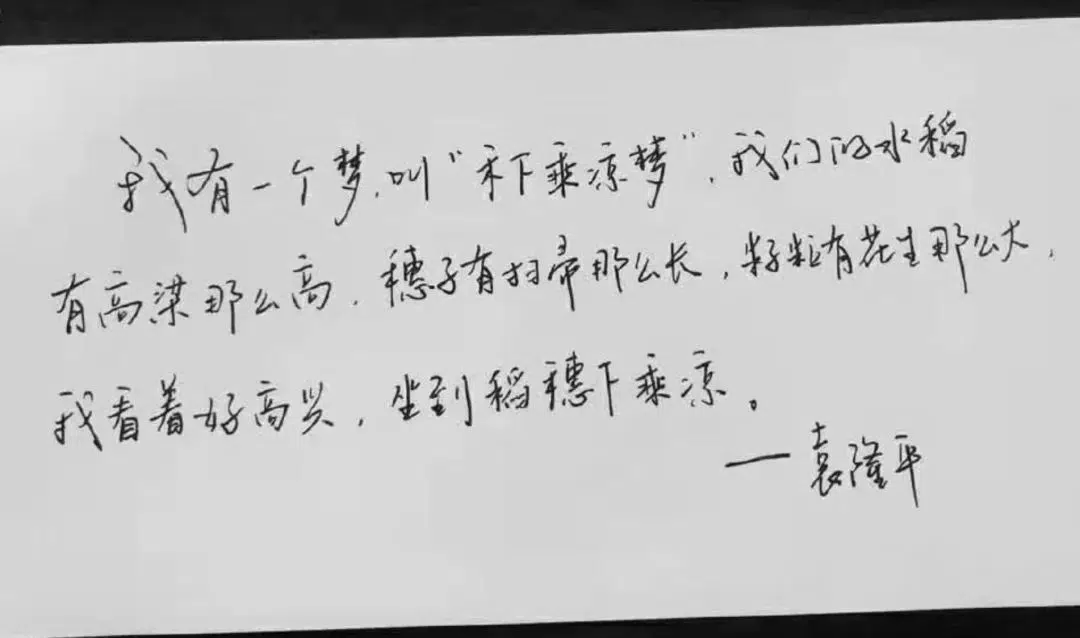 我有一个梦,叫“禾下乘凉梦”,我们的水稻
有高粱那么高,穗子有扫帚那么长,籽粒有花生那么大,
我看着好高兴,坐到稻穗下乘凉。
——袁隆平